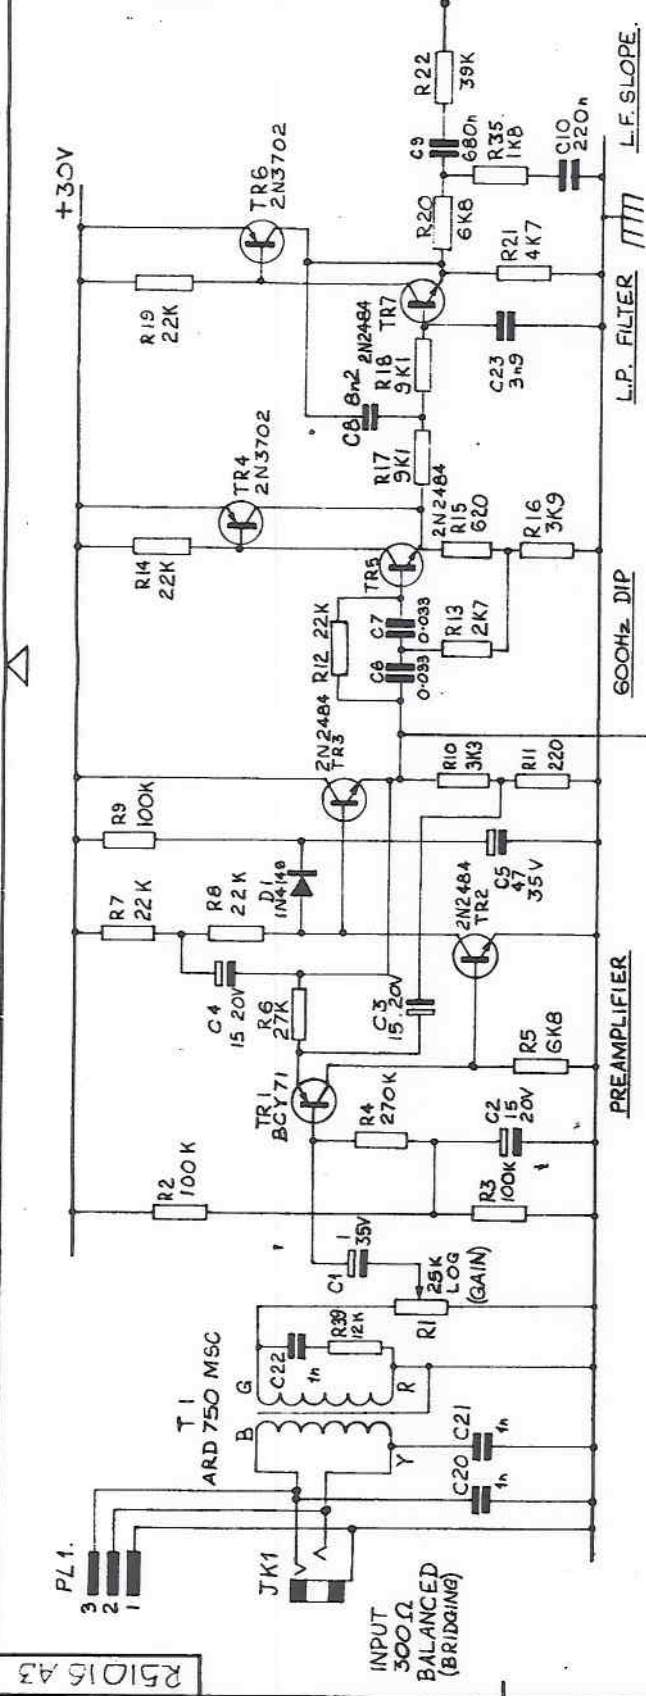 PL1.
3
2
1
JK1
INPUT
300Ω
BALANCED
(BRIDGING)
T1
ARD 750 MSC
B
G
Y
R
C20
1n
C21
1n
C22
1n
R39
12K
R1
25K
LOG
(GAIN)
C1
1
35V
R2
100K
R3
100K
R4
270K
C2
15
20V
TR1
BCY71
R5
6K8
R6
27K
C4
15 20V
C3
15 20V
R7
22K
R8
22K
D1
1N4148
2N2484
TR2
R9
100K
C5
47
35V
2N2484
TR3
R10
3K3
R11
220
PREAMPLIFIER
R12 22K
C6
0.033
C7
0.033
R13
2K7
R14
22K
TR4
2N3702
TR5
2N2484
R15
620
R16
3K9
600Hz DIP
R17
9K1
C8 8n2
R18
9K1
2N2484
TR7
C23
3n9
R19
22K
TR6
2N3702
R20
6K8
R21
4K7
L.P. FILTER
C9
680n
R35.
1K8
C10
220n
R22
39K
L.F. SLOPE.
+30V
R51015 A3